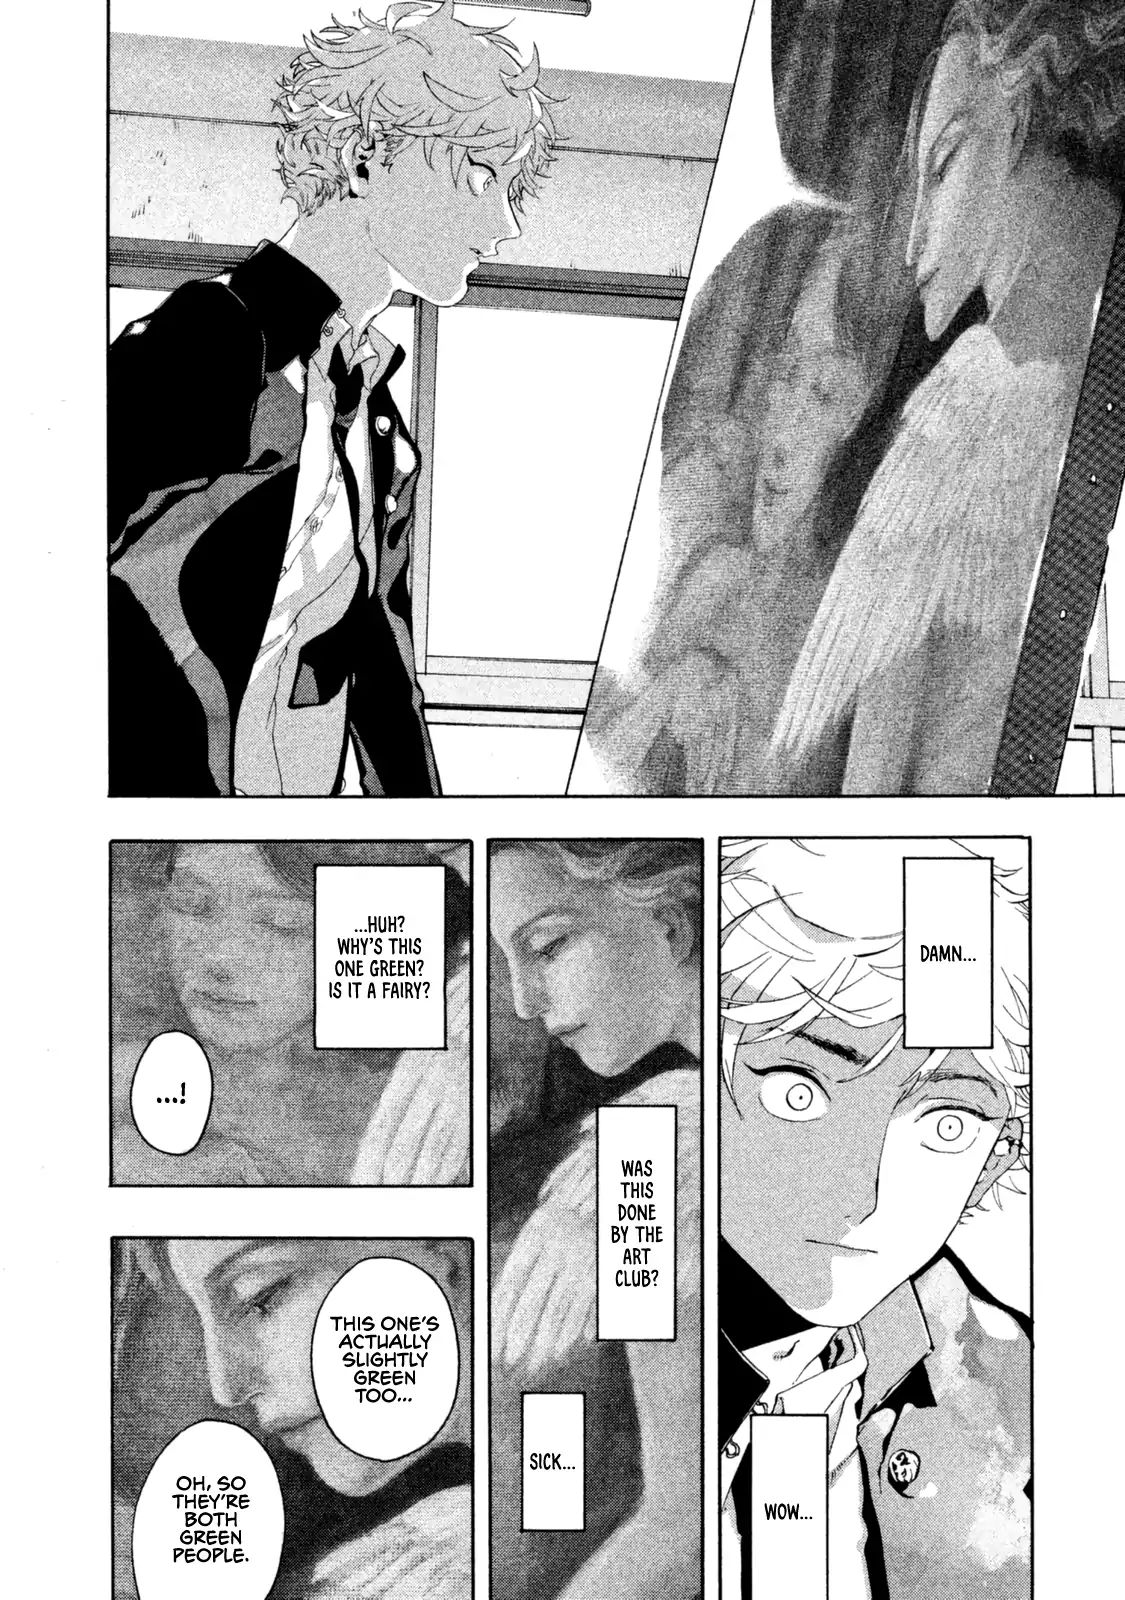 DAMN...
WOW...
WAS
THIS
DONE
BY THE
ART
CLUB?
SICK...
...HUH?
WHY'S THIS
ONE GREEN?
IS IT A FAIRY?
...!
THIS ONE'S
ACTUALLY
SLIGHTLY
GREEN
TOO...
OH, SO
THEY'RE
BOTH
GREEN
PEOPLE.